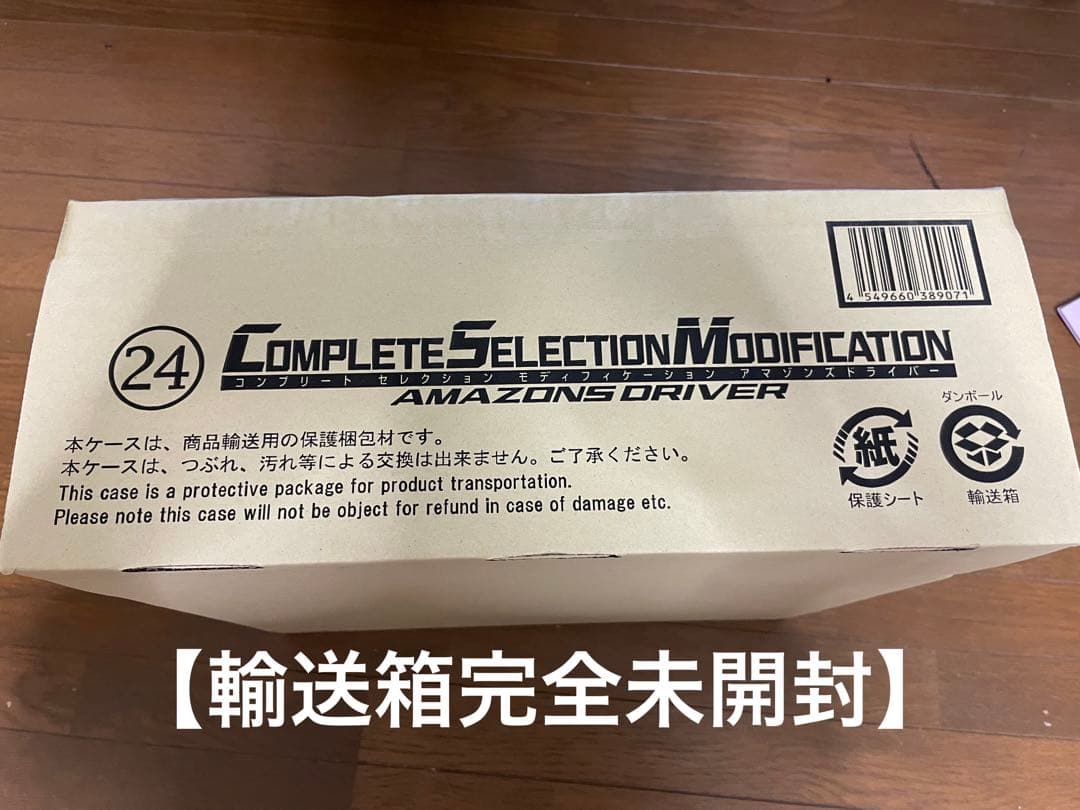 4 549660 389071
24 COMPLETE SELECTION MODIFICATION
コンプリート セレクション モディフィケーション アマゾンズドライバー
AMAZONS DRIVER
本ケースは、商品輸送用の保護梱包材です。
本ケースは、つぶれ、汚れ等による交換は出来ません。ご了承ください。
This case is a protective package for product transportation.
Please note this case will not be object for refund in case of damage etc.
紙
保護シート
ダンボール
輸送箱
【輸送箱完全未開封】